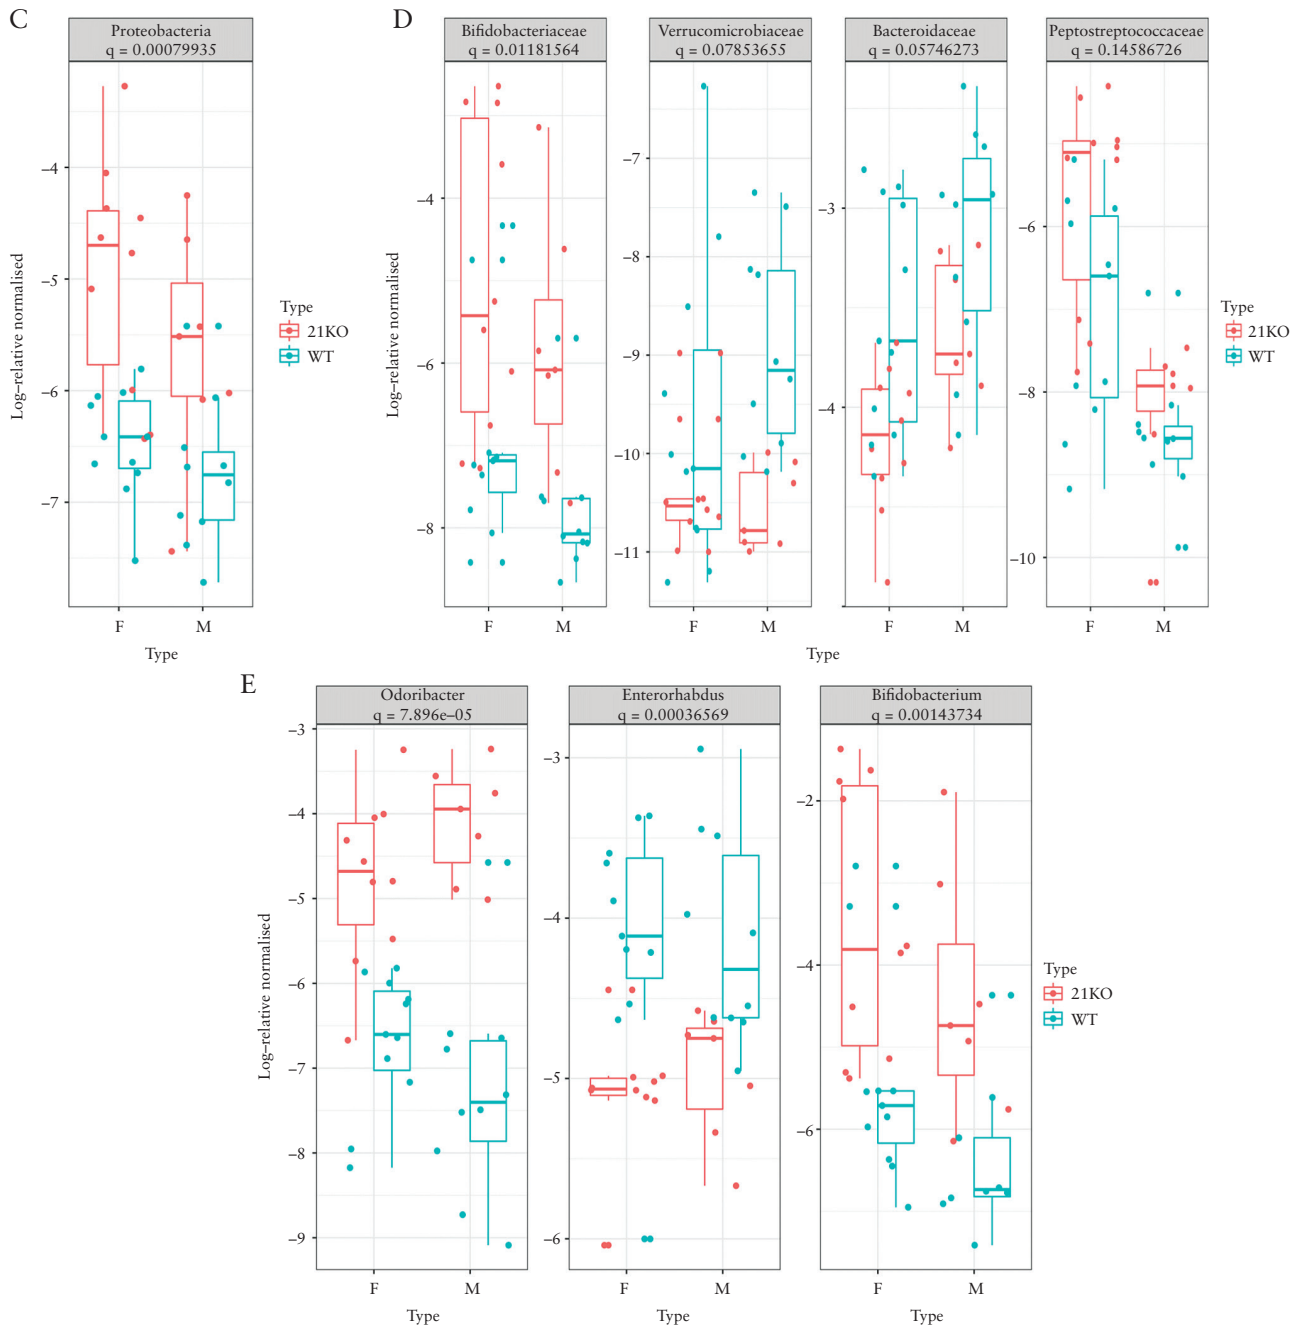 C
Proteobacteria
q = 0.00079935
Log–relative normalised
−4
−5
−6
−7
F
M
Type
Type
21KO
WT
D
Bifidobacteriaceae
q = 0.01181564
Verrucomicrobiaceae
q = 0.07853655
Bacteroidaceae
q = 0.05746273
Peptostreptococcaceae
q = 0.14586726
Log–relative normalised
−4
−6
−8
F
M
−7
−9
−10
−11
F
M
−3
−4
F
M
−6
−8
−10
F
M
Type
Type
21KO
WT
E
Odoribacter
q = 7.896e−05
Enterorhabdus
q = 0.00036569
Bifidobacterium
q = 0.00143734
Log–relative normalised
−3
−4
−5
−6
−7
−8
−9
F
M
Type
−3
−4
−5
−6
F
M
Type
−2
−4
−6
F
M
Type
Type
21KO
WT